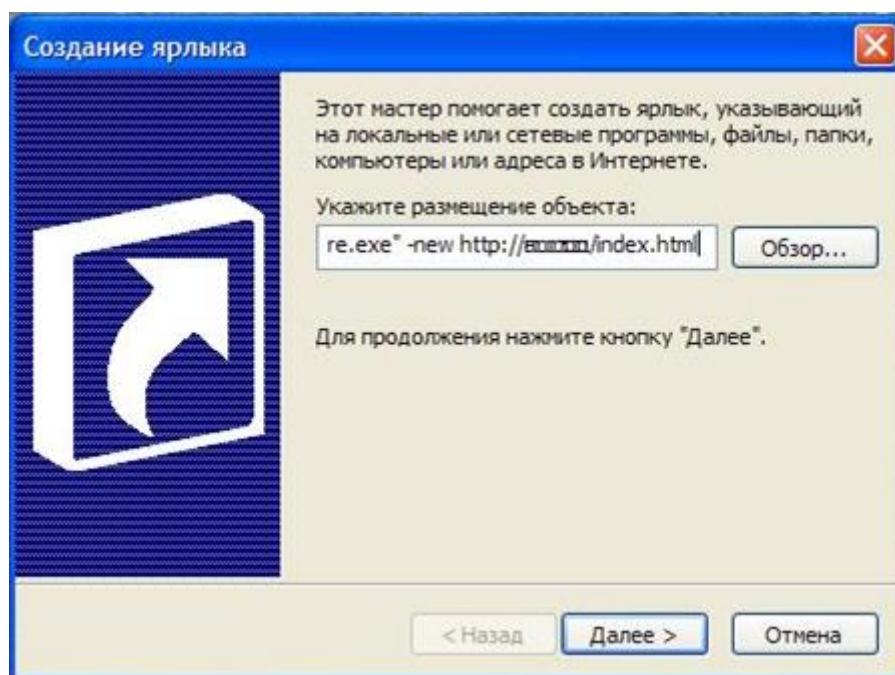 Создание ярлыка
Этот мастер помогает создать ярлык, указывающий
на локальные или сетевые программы, файлы, папки,
компьютеры или адреса в Интернете.
Укажите размещение объекта:
re.exe" -new http:// /index.html
Обзор...
Для продолжения нажмите кнопку "Далее".
< Назад
Далее >
Отмена